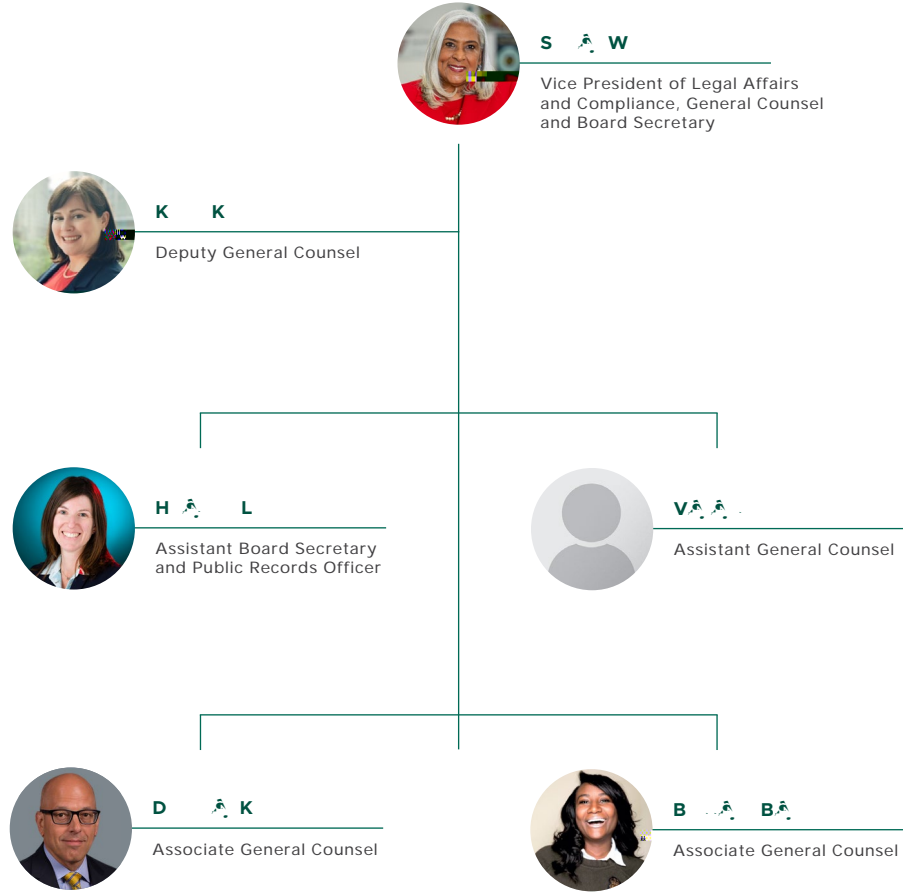 S W
Vice President of Legal Affairs
and Compliance, General Counsel
and Board Secretary
K K
Deputy General Counsel
H L
Assistant Board Secretary
and Public Records Officer
V
Assistant General Counsel
D K
Associate General Counsel
B B
Associate General Counsel